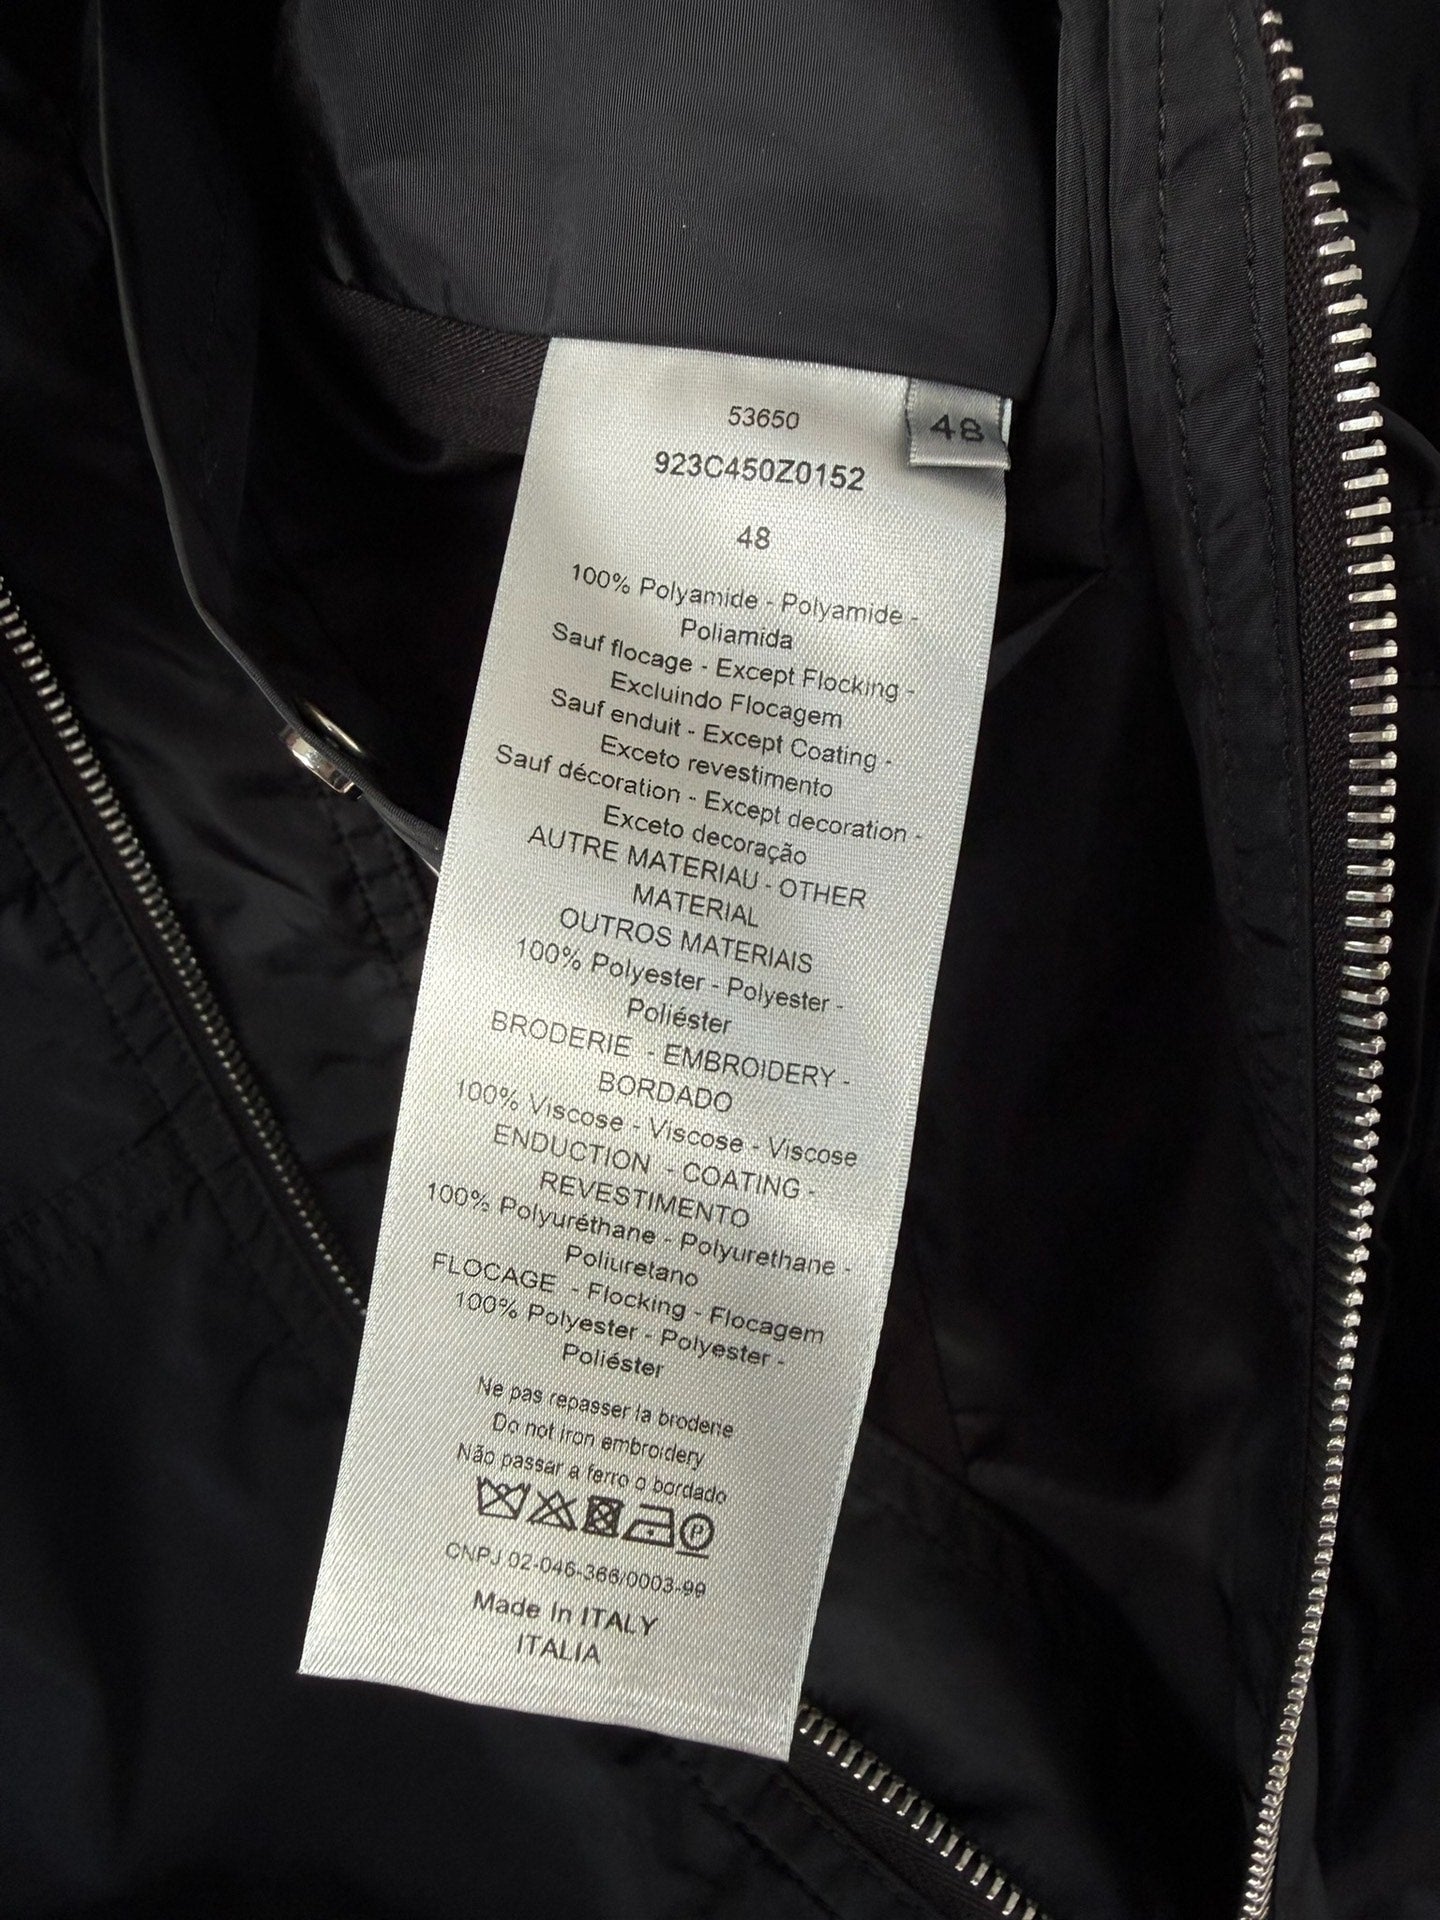 53650
48
923C450Z0152
48
100% Polyamide - Polyamide -
Poliamida
Sauf flocage - Except Flocking -
Excluindo Flocagem
Sauf enduit - Except Coating -
Exceto revestimento
Sauf décoration - Except decoration -
Exceto decoração
AUTRE MATERIAU - OTHER
MATERIAL
OUTROS MATERIAIS
100% Polyester - Polyester -
Poliéster
BRODERIE - EMBROIDERY -
BORDADO
100% Viscose - Viscose - Viscose
ENDUCTION - COATING -
REVESTIMENTO
100% Polyuréthane - Polyurethane -
Poliuretano
FLOCAGE - Flocking - Flocagem
100% Polyester - Polyester -
Poliéster
Ne pas repasser la broderie
Do not iron embroidery
Não passar a ferro o bordado
P
CNPJ 02-046-366/0003-99
Made In ITALY
ITALIA